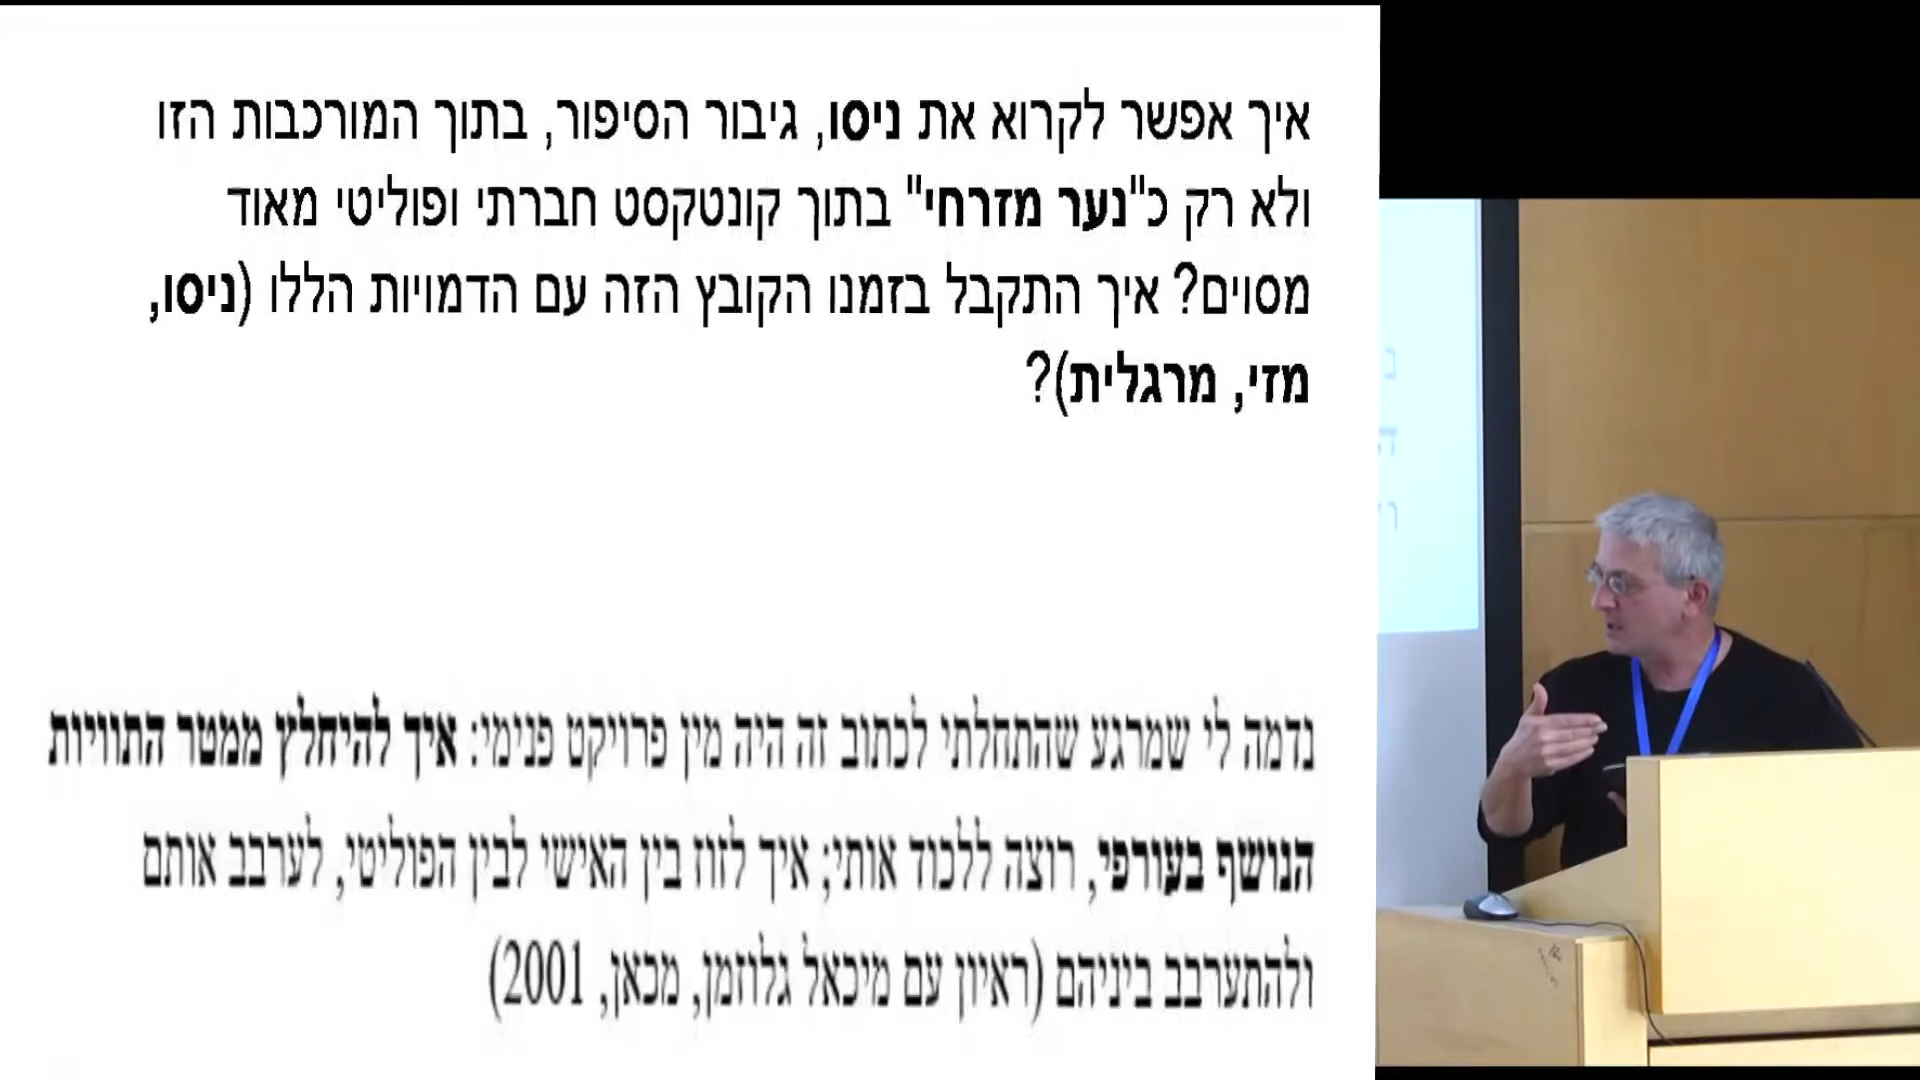 איך אפשר לקרוא את ניסו, גיבור הסיפור, בתוך המורכבות הזו
ולא רק כ"נער מזרחי" בתוך קונטקסט חברתי ופוליטי מאוד
מסוים? איך התקבל בזמנו הקובץ הזה עם הדמויות הללו (ניסו,
מזי, מרגלית)?
נדמה לי שמרגע שהתחלתי לכתוב זה היה מין פרויקט פנימי: איך להיחלץ ממטר התוויות
הנושף בעורפי, רוצה ללכוד אותי; איך לזוז בין האישי לבין הפוליטי, לערבב אותם
ולהתערבב ביניהם (ראיון עם מיכאל גלוזמן, מכאן, 2001)